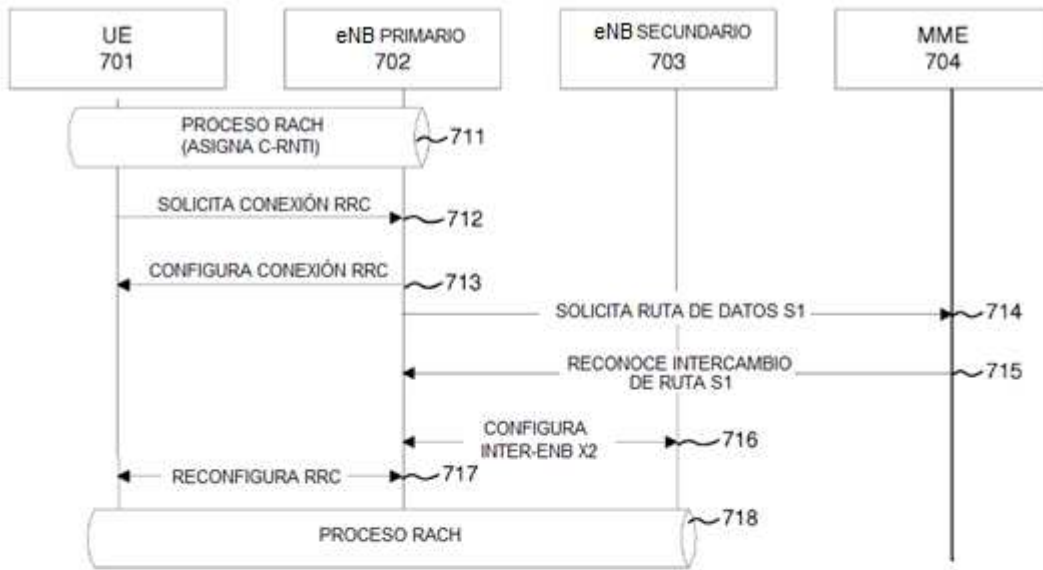 UE
701
eNB PRIMARIO
702
eNB SECUNDARIO
703
MME
704
PROCESO RACH
(ASIGNA C-RNTI)
711
SOLICITA CONEXIÓN RRC
712
CONFIGURA CONEXIÓN RRC
713
SOLICITA RUTA DE DATOS S1
714
RECONOCE INTERCAMBIO
DE RUTA S1
715
CONFIGURA
INTER-ENB X2
716
RECONFIGURA RRC
717
PROCESO RACH
718